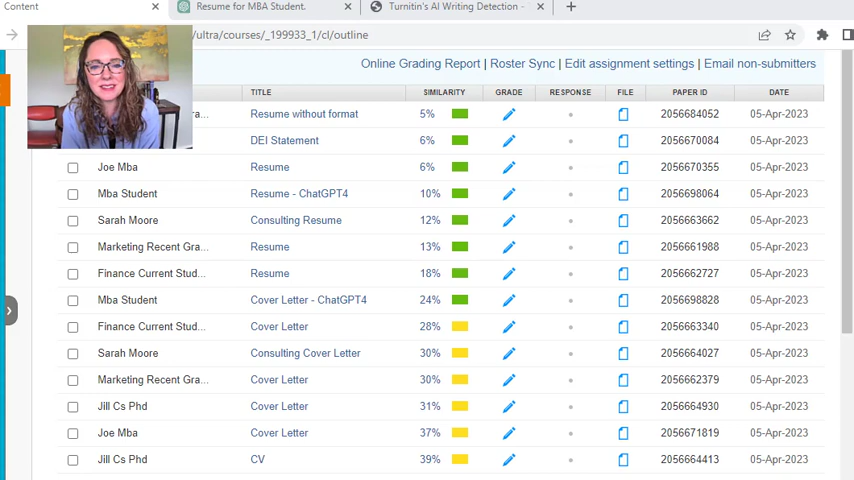 Content
Resume for MBA Student.
Turnitin's AI Writing Detection -
/ultra/courses/_199933_1/cl/outline
Online Grading Report | Roster Sync | Edit assignment settings | Email non-submitters
TITLE SIMILARITY GRADE RESPONSE FILE PAPER ID DATE
Gra... Resume without format 5% 2056684052 05-Apr-2023
DEI Statement 6% 2056670084 05-Apr-2023
Joe Mba Resume 6% 2056670355 05-Apr-2023
Mba Student Resume - ChatGPT4 10% 2056698064 05-Apr-2023
Sarah Moore Consulting Resume 12% 2056663662 05-Apr-2023
Marketing Recent Gra... Resume 13% 2056661988 05-Apr-2023
Finance Current Stud... Resume 18% 2056662727 05-Apr-2023
Mba Student Cover Letter - ChatGPT4 24% 2056698828 05-Apr-2023
Finance Current Stud... Cover Letter 28% 2056663340 05-Apr-2023
Sarah Moore Consulting Cover Letter 30% 2056664027 05-Apr-2023
Marketing Recent Gra... Cover Letter 30% 2056662379 05-Apr-2023
Jill Cs Phd Cover Letter 31% 2056664930 05-Apr-2023
Joe Mba Cover Letter 37% 2056671819 05-Apr-2023
Jill Cs Phd CV 39% 2056664413 05-Apr-2023